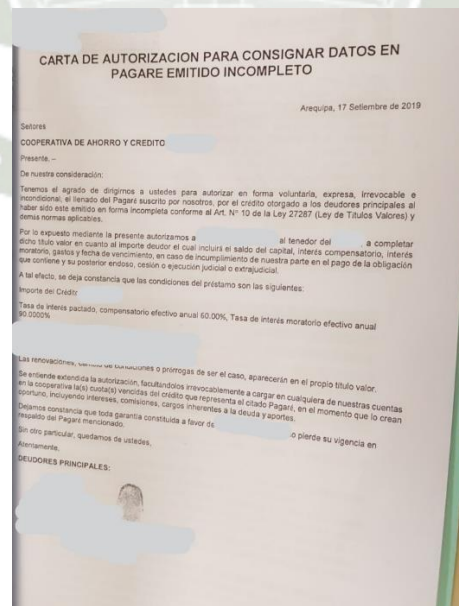 CARTA DE AUTORIZACION PARA CONSIGNAR DATOS EN
PAGARE EMITIDO INCOMPLETO
Arequipa, 17 Setiembre de 2019
Señores
COOPERATIVA DE AHORRO Y CREDITO
Presente. –
De nuestra consideración:
Tenemos el agrado de dirigirnos a ustedes para autorizar en forma voluntaria, expresa, irrevocable e
incondicional, el llenado del Pagaré suscrito por nosotros, por el crédito otorgado a los deudores principales al
haber sido este emitido en forma incompleta conforme al Art. N° 10 de la Ley 27287 (Ley de Títulos Valores) y
demás normas aplicables.
Por lo expuesto mediante la presente autorizamos a al tenedor del , a completar
dicho título valor en cuanto al importe deudor el cual incluirá el saldo del capital, interés compensatorio, interés
moratorio, gastos y fecha de vencimiento, en caso de incumplimiento de nuestra parte en el pago de la obligación
que contiene y su posterior endoso, cesión o ejecución judicial o extrajudicial.
A tal efecto, se deja constancia que las condiciones del préstamo son las siguientes:
Importe del Crédito
Tasa de interés pactado, compensatorio efectivo anual 60.00%, Tasa de interés moratorio efectivo anual
90.0000%
Las renovaciones, de condiciones o prórrogas de ser el caso, aparecerán en el propio título valor.
Se entiende extendida la autorización, facultándolos irrevocablemente a cargar en cualquiera de nuestras cuentas
en la cooperativa la(s) cuota(s) vencidas del crédito que representa el citado Pagaré, en el momento que lo crean
oportuno, incluyendo intereses, comisiones, cargos inherentes a la deuda y aportes.
Dejamos constancia que toda garantía constituida a favor de o pierde su vigencia en
respaldo del Pagaré mencionado.
Sin otro particular, quedamos de ustedes,
Atentamente,
DEUDORES PRINCIPALES: